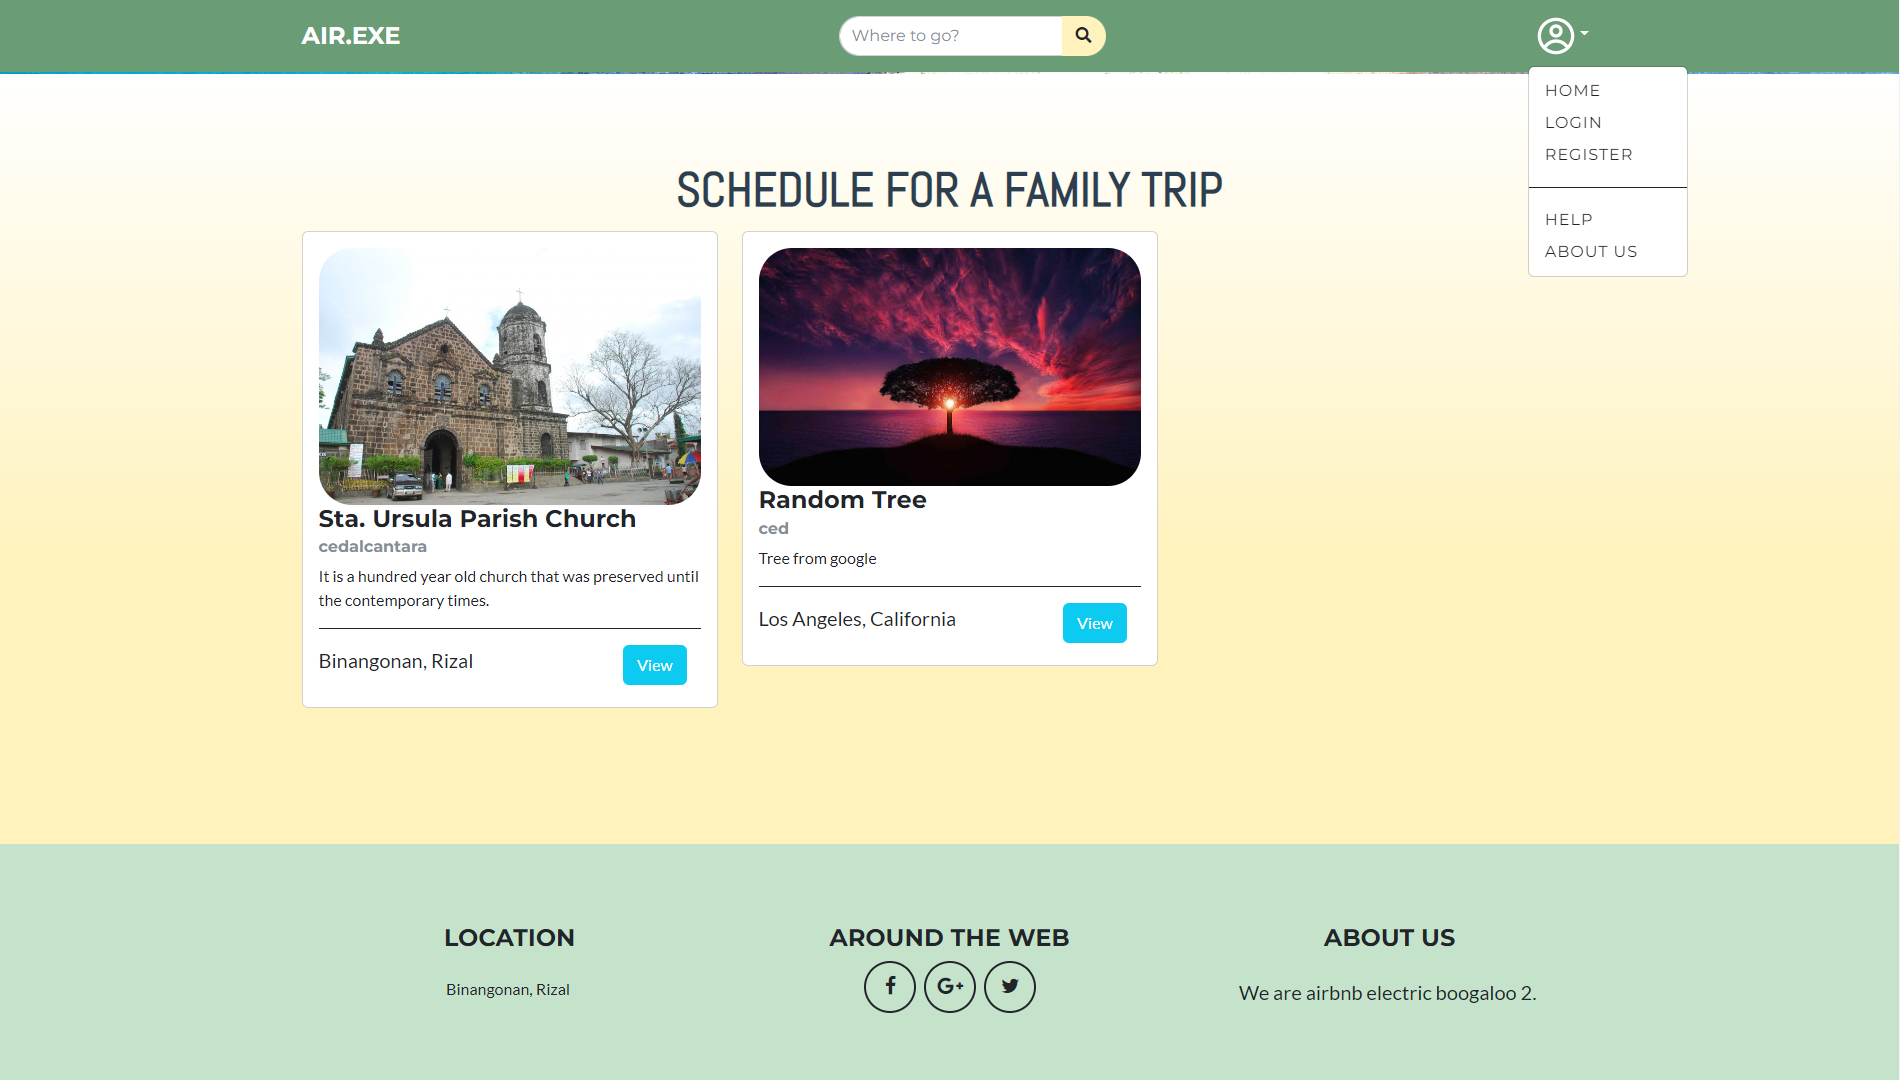 AIR.EXE
Where to go?
HOME
LOGIN
REGISTER
HELP
ABOUT US
SCHEDULE FOR A FAMILY TRIP
Sta. Ursula Parish Church
cedalcantara
It is a hundred year old church that was preserved until
the contemporary times.
Binangonan, Rizal
View
Random Tree
ced
Tree from google
Los Angeles, California
View
LOCATION
Binangonan, Rizal
AROUND THE WEB
ABOUT US
We are airbnb electric boogaloo 2.